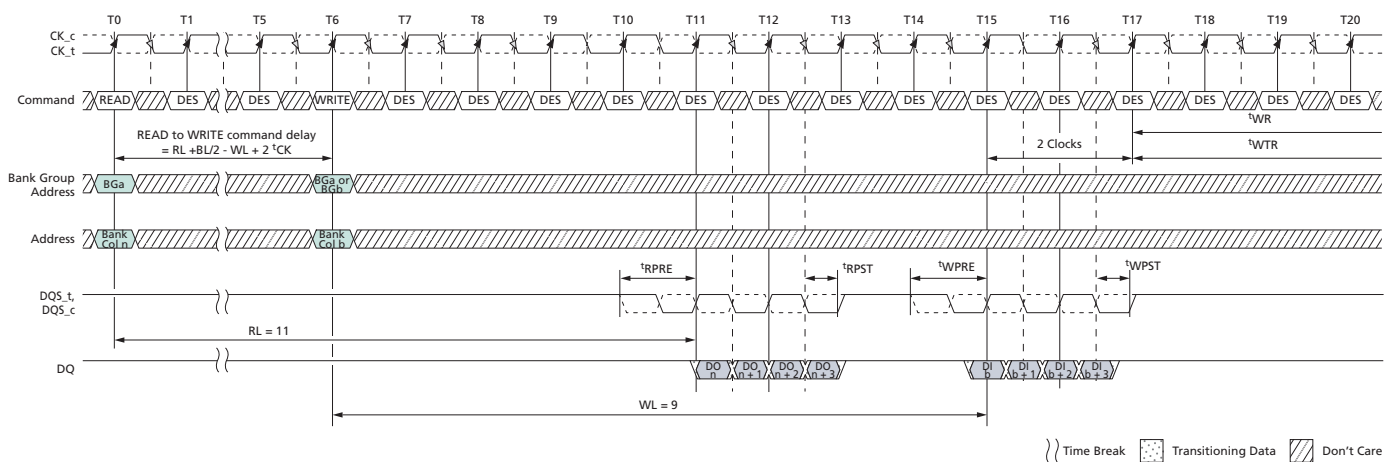 T0 T1 T5 T6 T7 T8 T9 T10 T11 T12 T13 T14 T15 T16 T17 T18 T19 T20
CK_c
CK_t
Command READ DES DES WRITE DES DES DES DES DES DES DES DES DES DES DES DES DES DES
tWR
READ to WRITE command delay
= RL +BL/2 - WL + 2 tCK
2 Clocks
tWTR
Bank Group
Address
BGa
BGa or
BGb
Address
Bank
Col n
Bank
Col b
tRPRE tRPST tWPRE tWPST
DQS_t,
DQS_c
RL = 11
DQ
DO
n
DO
n + 1
DO
n + 2
DO
n + 3
DI
b
DI
b + 1
DI
b + 2
DI
b + 3
WL = 9
Time Break Transitioning Data Don't Care